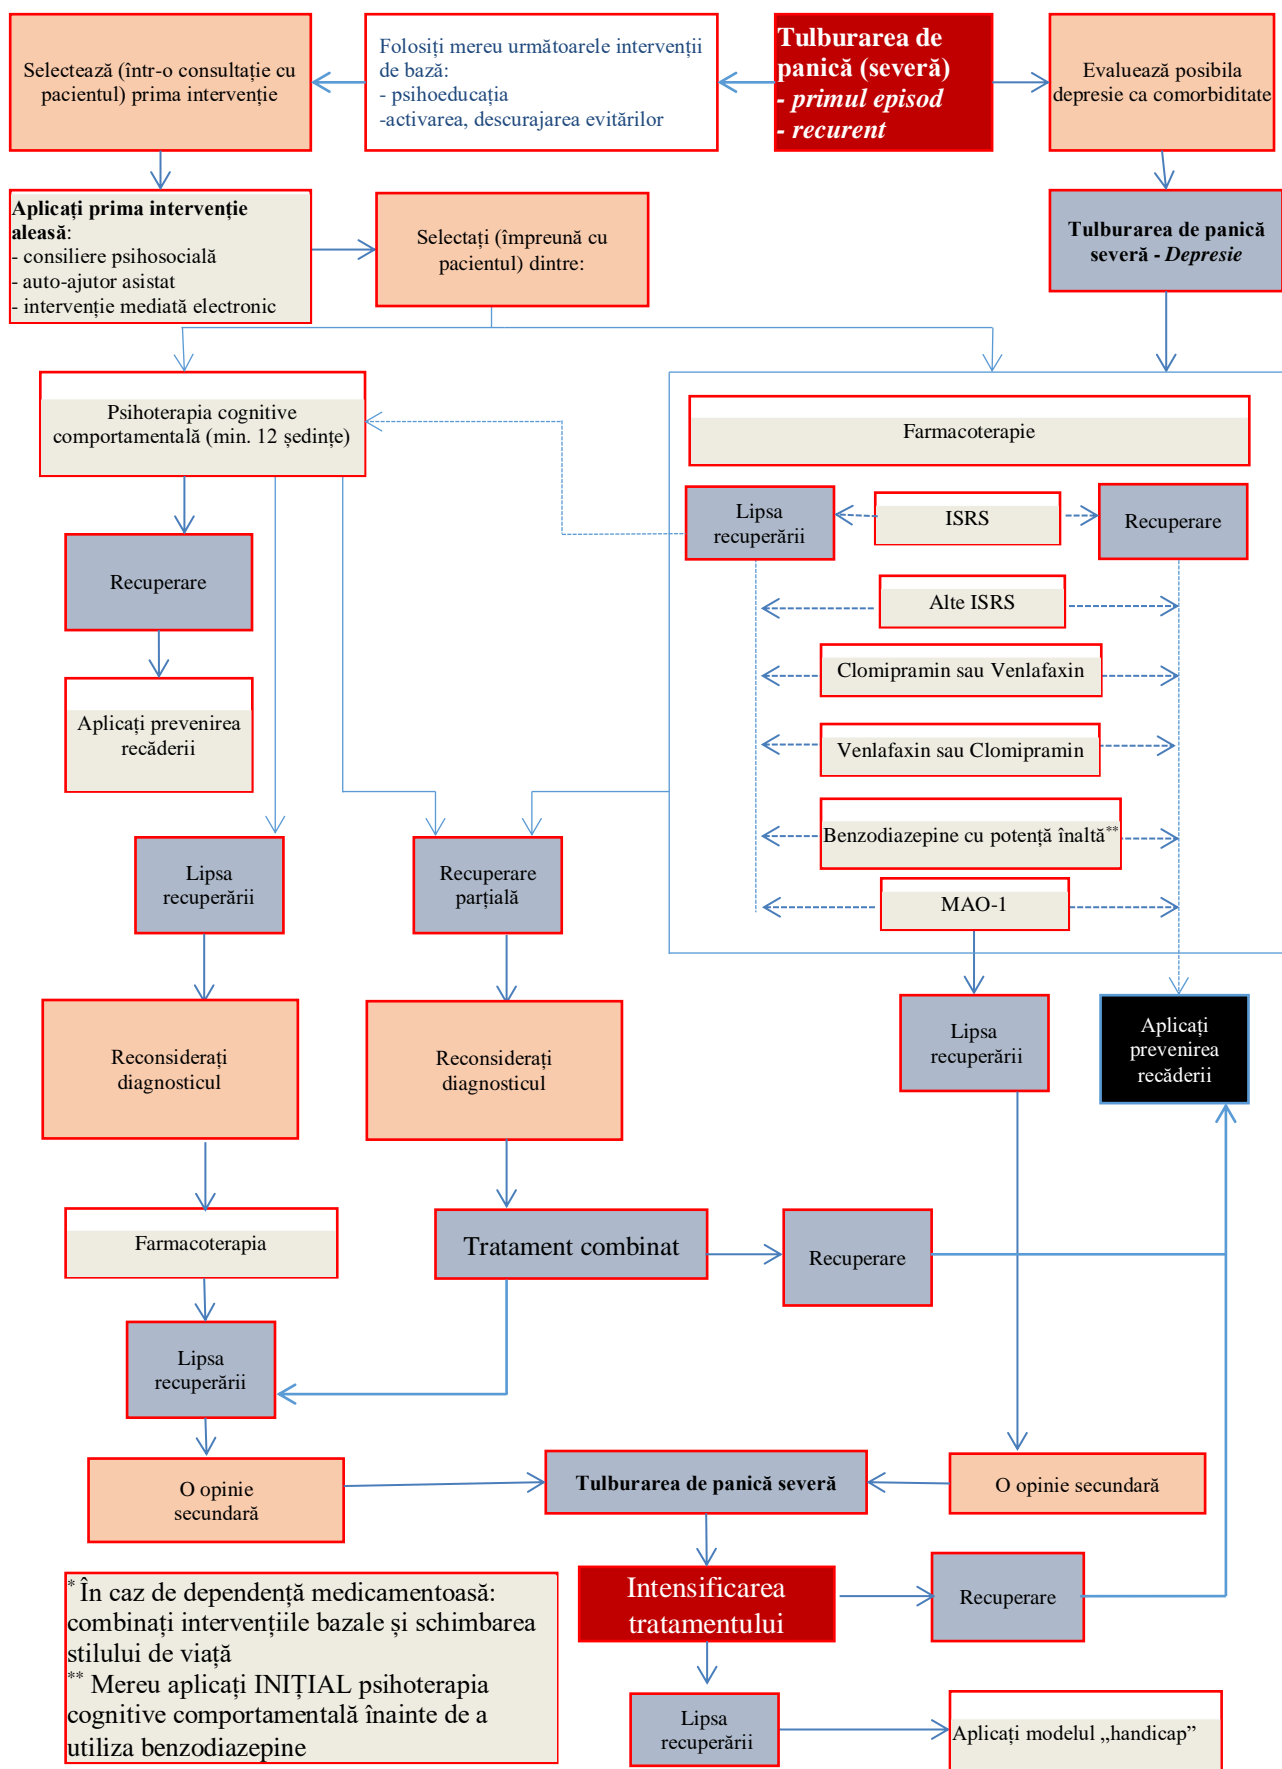 Selectează (într-o consultație cu
pacientul) prima intervenție
Folosiți mereu următoarele intervenții
de bază:
- psihoeducația
-activarea, descurajarea evitărilor
Tulburarea de
panică (severă)
- primul episod
- recurent
Evaluează posibila
depresie ca comorbiditate
Aplicați prima intervenție
aleasă:
- consiliere psihosocială
- auto-ajutor asistat
- intervenție mediată electronic
Selectați (împreună cu
pacientul) dintre:
Tulburarea de panică
severă - Depresie
Psihoterapia cognitive
comportamentală (min. 12 ședințe)
Farmacoterapie
Lipsa
recuperării
ISRS
Recuperare
Recuperare
Alte ISRS
Clomipramin sau Venlafaxin
Aplicați prevenirea
recăderii
Venlafaxin sau Clomipramin
Benzodiazepine cu potență înaltă**
Lipsa
recuperării
Recuperare
parțială
MAO-1
Reconsiderați
diagnosticul
Reconsiderați
diagnosticul
Lipsa
recuperării
Aplicați
prevenirea
recăderii
Farmacoterapia
Tratament combinat
Recuperare
Lipsa
recuperării
O opinie
secundară
Tulburarea de panică severă
O opinie secundară
* În caz de dependență medicamentoasă:
combinați intervențiile bazale și schimbarea
stilului de viață
** Mereu aplicați INIȚIAL psihoterapia
cognitive comportamentală înainte de a
utiliza benzodiazepine
Intensificarea
tratamentului
Recuperare
Lipsa
recuperării
Aplicați modelul „handicap”